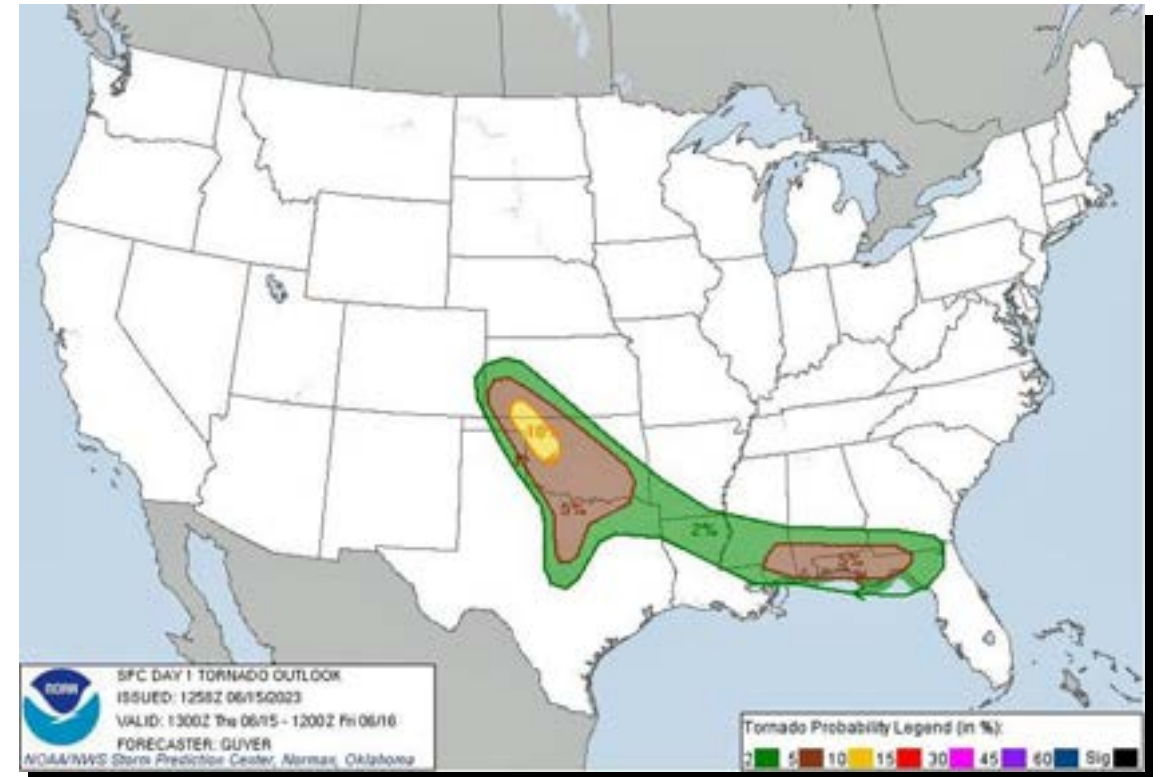 10%
5%
2%
5%
NOAA
SPC DAY 1 TORNADO OUTLOOK
ISSUED: 1258Z 06/15/2023
VALID: 1300Z Thu 06/15 - 1200Z Fri 06/16
FORECASTER: GUYER
NOAA/NWS Storm Prediction Center, Norman, Oklahoma
Tornado Probability Legend (in %):
2 5 10 15 30 45 60 Sig